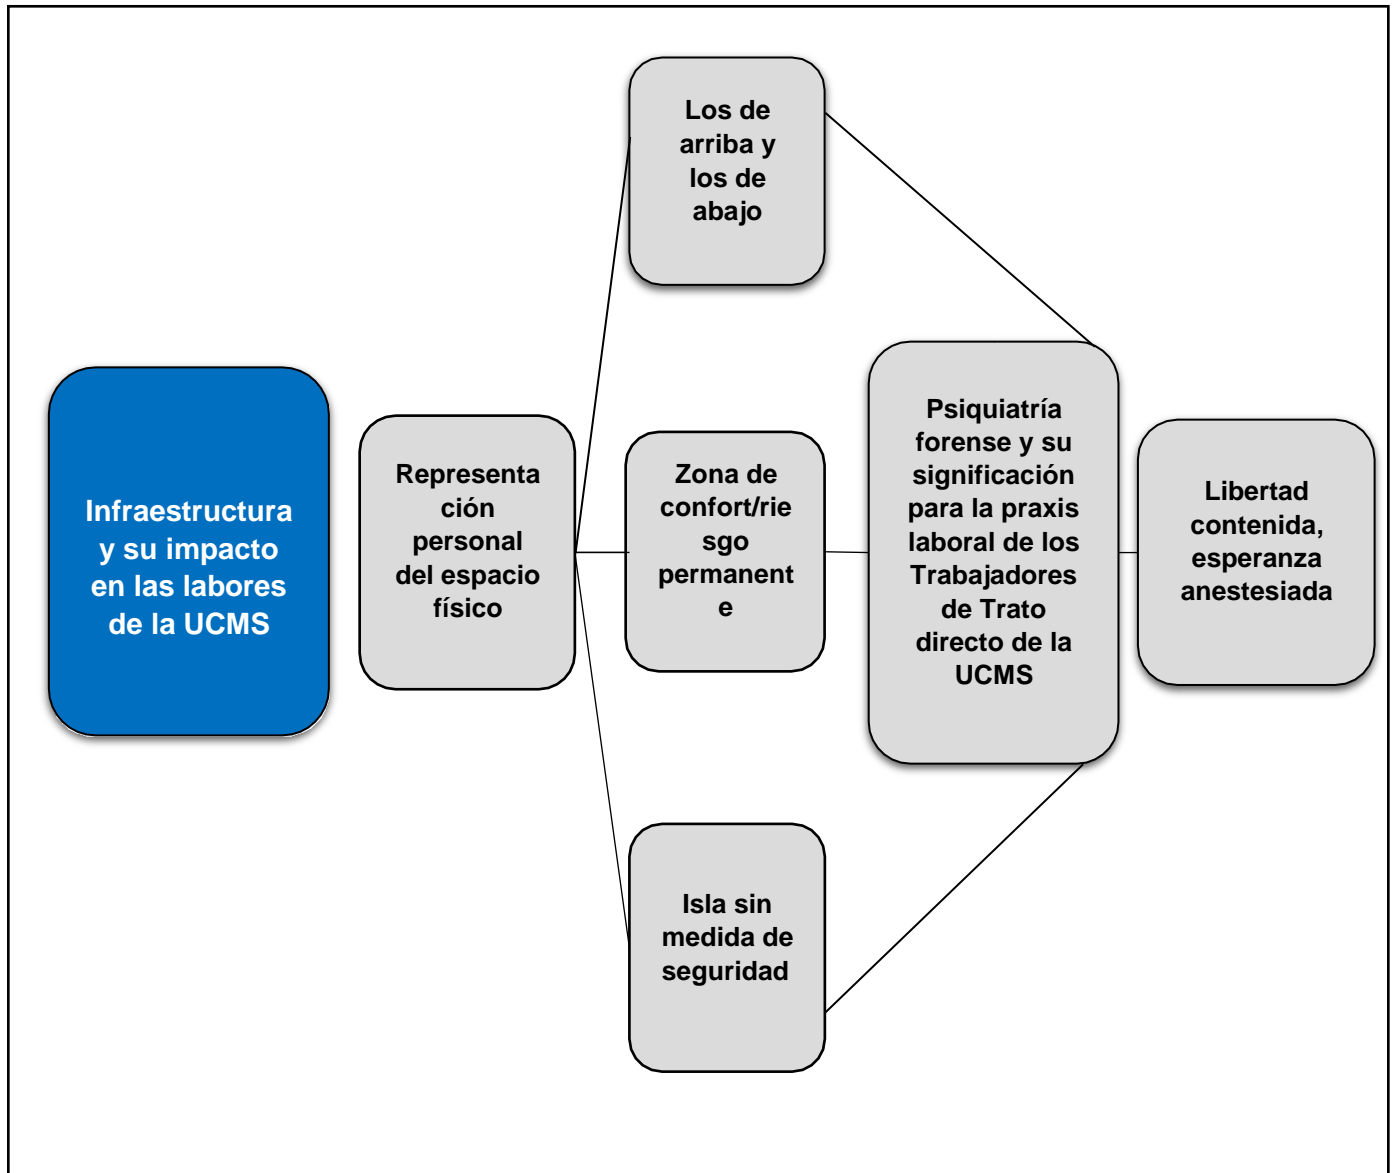 Infraestructura
y su impacto
en las labores
de la UCMS
Representa
ción
personal
del espacio
físico
Los de
arriba y
los de
abajo
Zona de
confort/rie
sgo
permanent
e
Isla sin
medida de
seguridad
Psiquiatría
forense y su
significación
para la praxis
laboral de los
Trabajadores
de Trato
directo de la
UCMS
Libertad
contenida,
esperanza
anestesiada